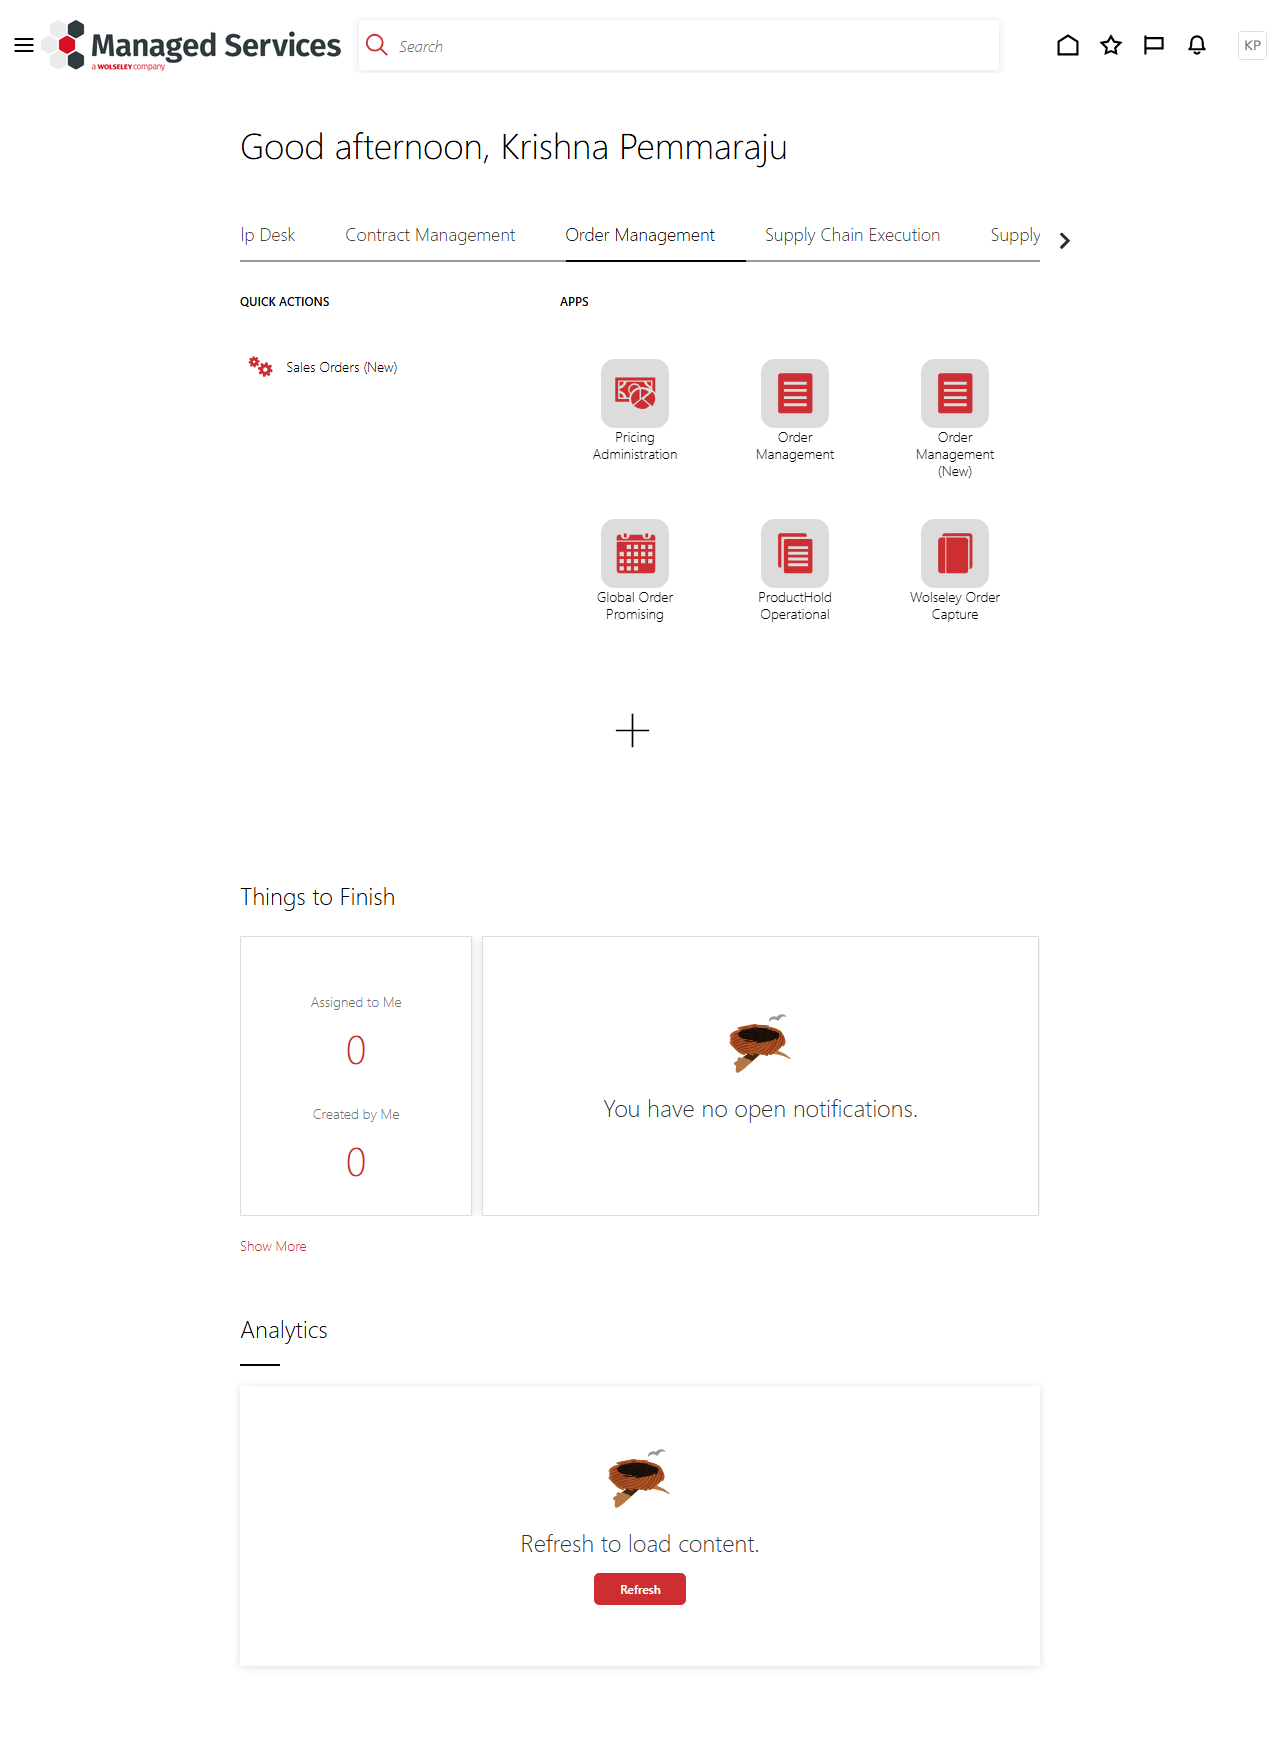 Managed Services
a WOLSELEY company
Search
KP
Good afternoon, Krishna Pemmaraju
lp Desk
Contract Management
Order Management
Supply Chain Execution
Supply
QUICK ACTIONS
APPS
Sales Orders (New)
Pricing
Administration
Order
Management
Order
Management
(New)
Global Order
Promising
ProductHold
Operational
Wolseley Order
Capture
Things to Finish
Assigned to Me
0
Created by Me
0
You have no open notifications.
Show More
Analytics
Refresh to load content.
Refresh